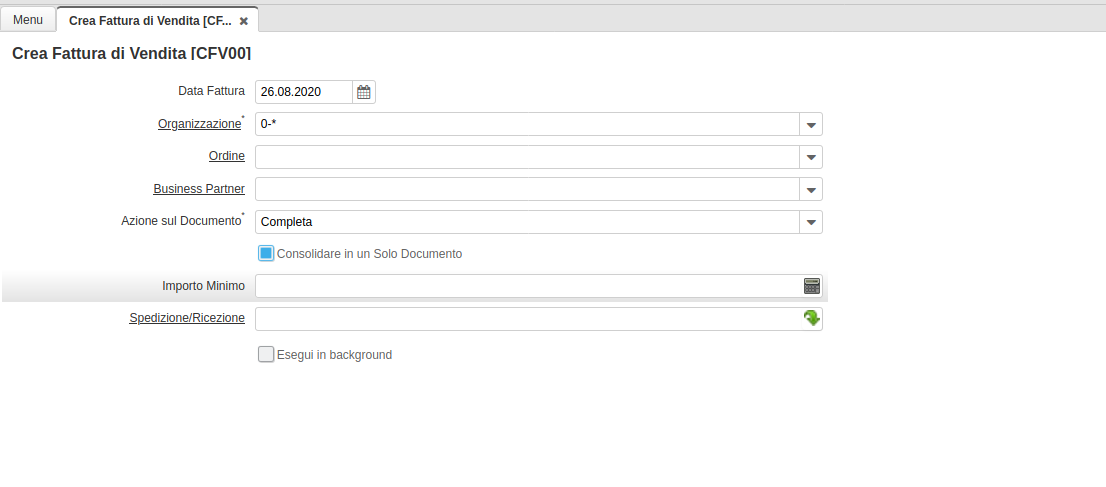 Menu
Crea Fattura di Vendita [CF...
Crea Fattura di Vendita [CFV00]
Data Fattura 26.08.2020
Organizzazione* 0-*
Ordine
Business Partner
Azione sul Documento* Completa
Consolidare in un Solo Documento
Importo Minimo
Spedizione/Ricezione
Esegui in background